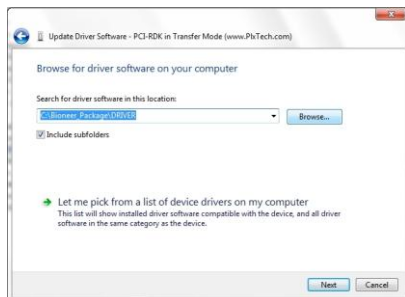 Update Driver Software - PCI-RDK in Transfer Mode (www.PlxTech.com)
Browse for driver software on your computer
Search for driver software in this location:
C:\Bioneer_Package\DRIVER
Browse...
Include subfolders
Let me pick from a list of device drivers on my computer
This list will show installed driver software compatible with the device, and all driver
software in the same category as the device.
Next
Cancel